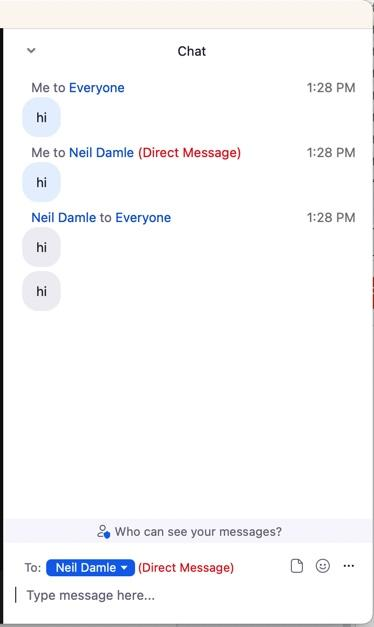 Chat
Me to Everyone 1:28 PM
hi
Me to Neil Damle (Direct Message) 1:28 PM
hi
Neil Damle to Everyone 1:28 PM
hi
hi
Who can see your messages?
To: Neil Damle (Direct Message)
Type message here...